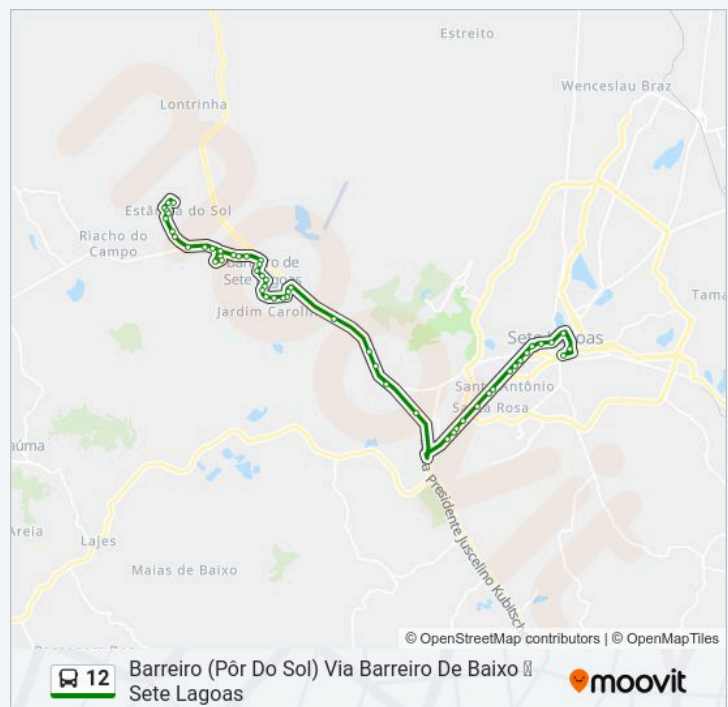 Estreito
Wenceslau Braz
Lontrinha
Estância do Sol
Riacho do
Campo
Barreiro de
Sete Lagoas
Jardim Carolina
Tama
Sete Lagoas
Santo Antônio
Santa Rosa
aúma
Areia
Lajes
Maias de Baixo
a Presidente Juscelino Kubitsch
moovit
© OpenStreetMap contributors | © OpenMapTiles
12
Barreiro (Pôr Do Sol) Via Barreiro De Baixo
Sete Lagoas
moovit